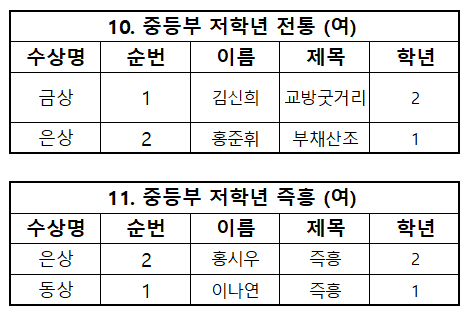 10. 중등부 저학년 전통 (여)
수상명 순번 이름 제목 학년
금상 1 김신희 교방굿거리 2
은상 2 홍준휘 부채산조 1
11. 중등부 저학년 즉흥 (여)
수상명 순번 이름 제목 학년
은상 2 홍시우 즉흥 2
동상 1 이나연 즉흥 1